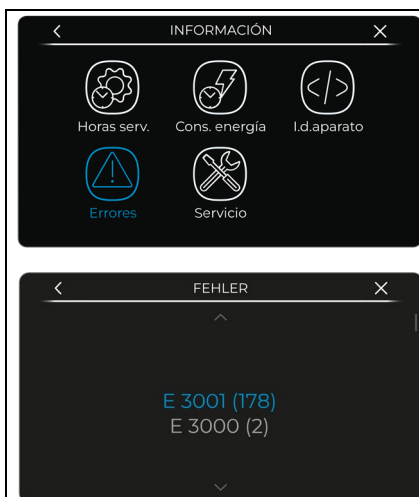 INFORMACIÓN
Horas serv. Cons. energía I.d.aparato
Errores Servicio
FEHLER
E 3001 (178)
E 3000 (2)